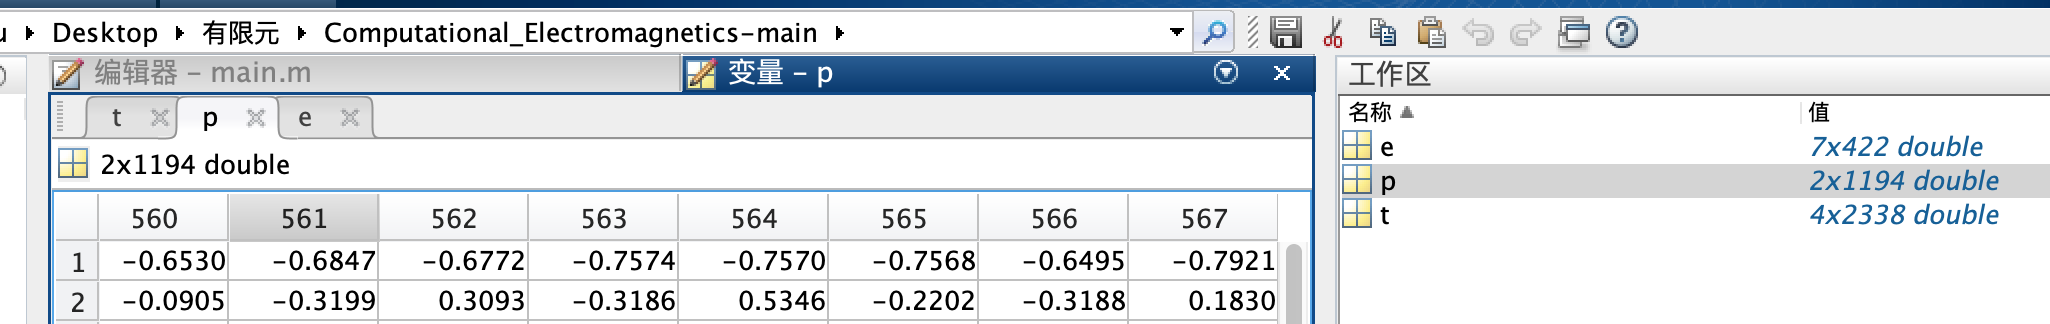 Desktop ▸ 有限元 ▸ Computational_Electromagnetics-main ▸
编辑器 - main.m
变量 - p
t
p
e
2x1194 double
560 561 562 563 564 565 566 567
1 -0.6530 -0.6847 -0.6772 -0.7574 -0.7570 -0.7568 -0.6495 -0.7921
2 -0.0905 -0.3199 0.3093 -0.3186 0.5346 -0.2202 -0.3188 0.1830
工作区
名称 值
e 7x422 double
p 2x1194 double
t 4x2338 double